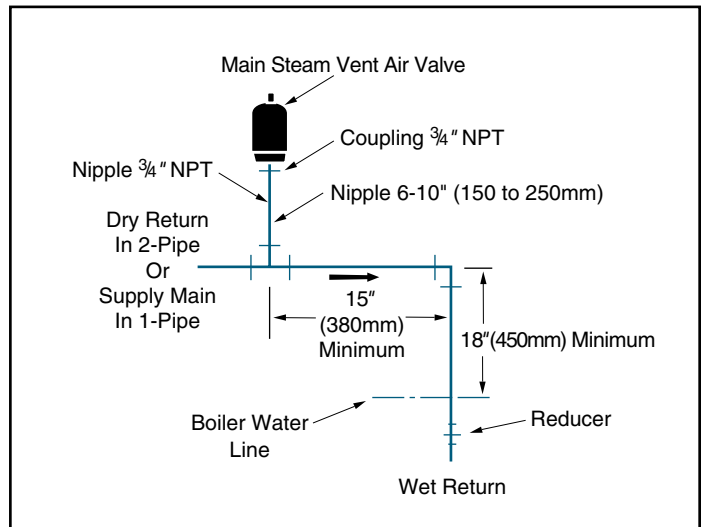 Main Steam Vent Air Valve
Coupling ¾" NPT
Nipple ¾" NPT
Nipple 6-10" (150 to 250mm)
Dry Return
In 2-Pipe
Or
Supply Main
In 1-Pipe
15"
(380mm)
Minimum
18"(450mm) Minimum
Boiler Water
Line
Reducer
Wet Return